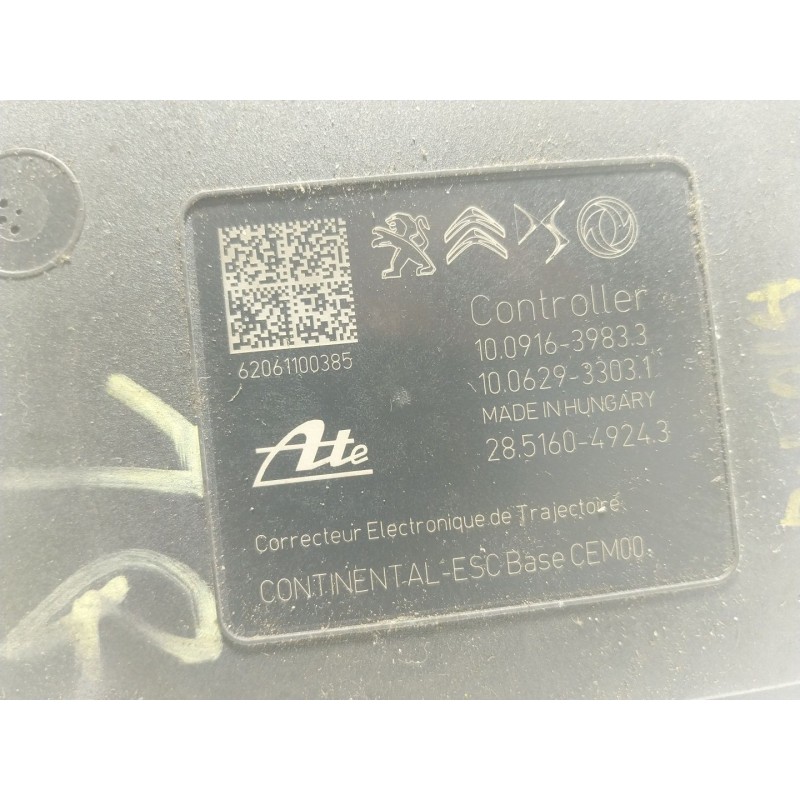 DS
Controller
10.0916-3983.3
10.0629-3303.1
MADE IN HUNGARY
28.5160-4924.3
62061100385
Ate
Correcteur Electronique de Trajectoire
CONTINENTAL-ESC Base CEM00